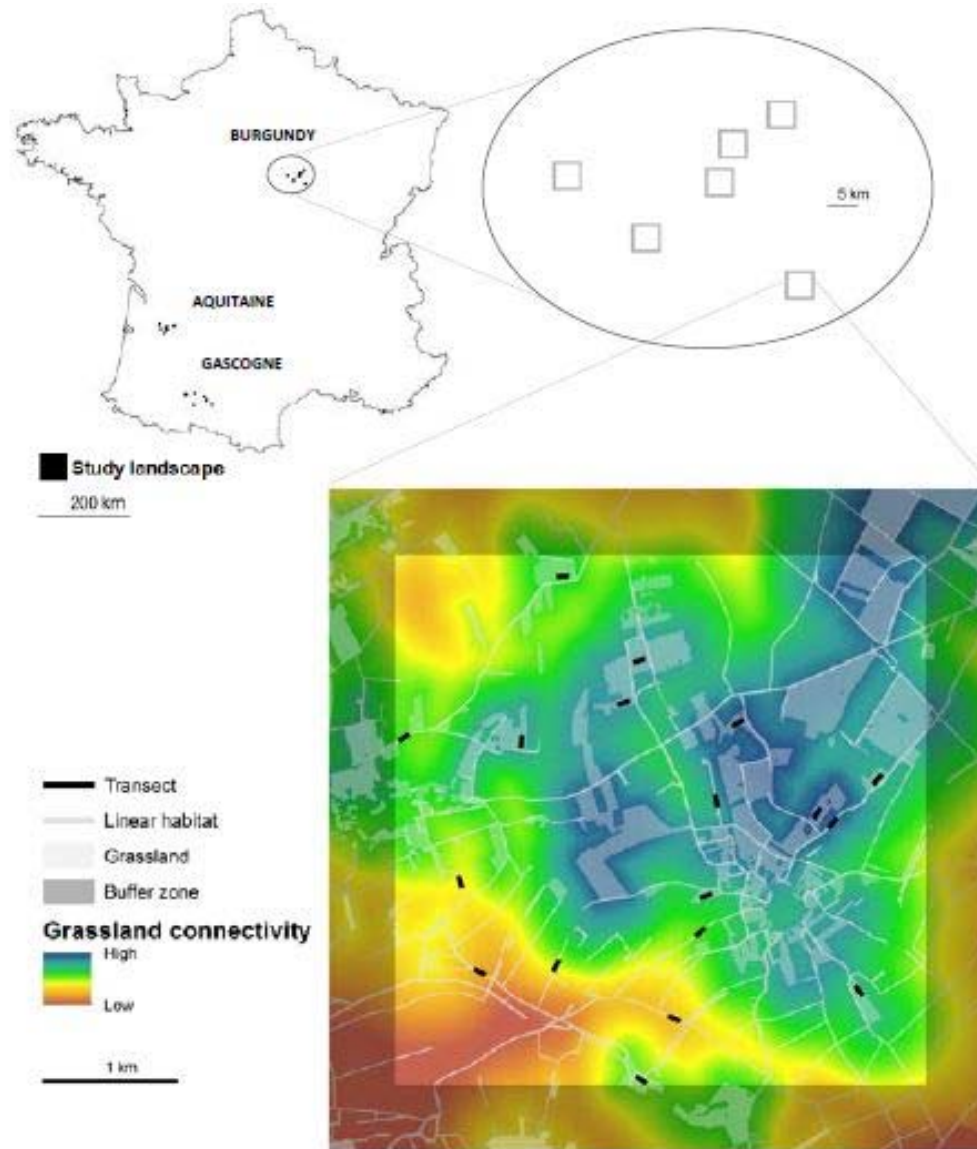 BURGUNDY
5 km
AQUITAINE
GASCOGNE
Study landscape
200 km
Transect
Linear habitat
Grassland
Buffer zone
Grassland connectivity
High
Low
1 km